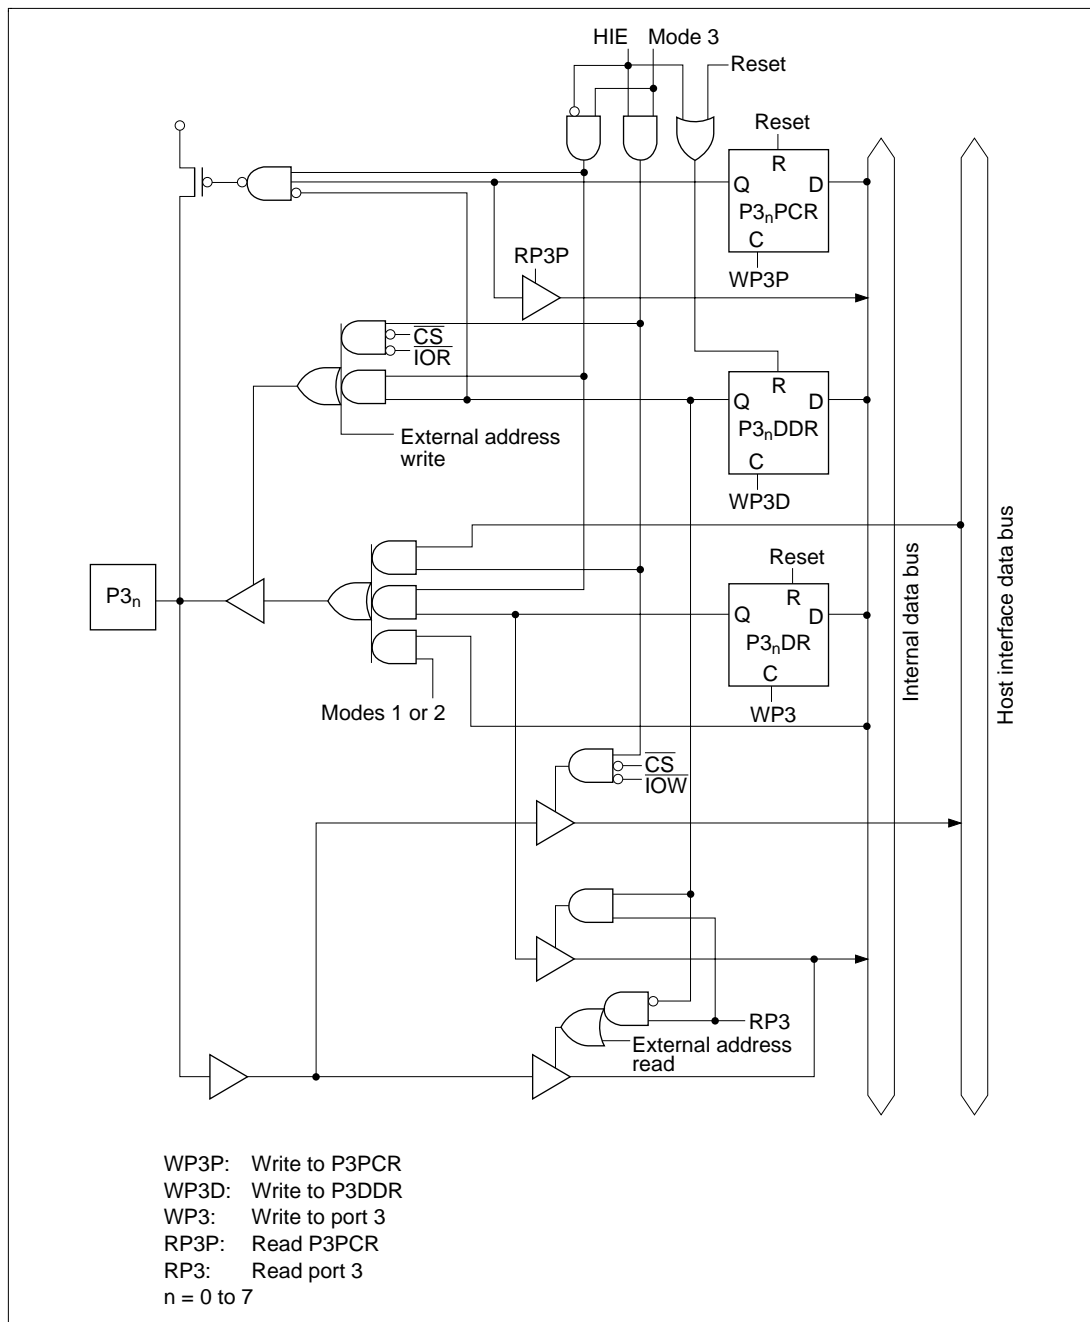 HIE Mode 3
Reset
Reset
R
Q D
P3nPCR
C
WP3P
RP3P
CS
IOR
R
Q D
P3nDDR
C
WP3D
External address
write
Reset
R
Q D
P3nDR
C
WP3
P3n
Modes 1 or 2
CS
IOW
RP3
External address
read
Internal data bus
Host interface data bus
WP3P: Write to P3PCR
WP3D: Write to P3DDR
WP3: Write to port 3
RP3P: Read P3PCR
RP3: Read port 3
n = 0 to 7